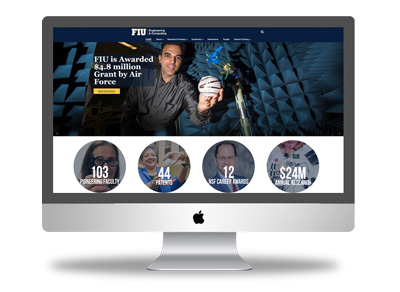 FIU Engineering
& Computing
FIU is Awarded
$4.8 million
Grant by Air
Force
103
PIONEERING FACULTY
44
PATENTS
12
NSF CAREER AWARDS
$24M
ANNUAL RESEARCH